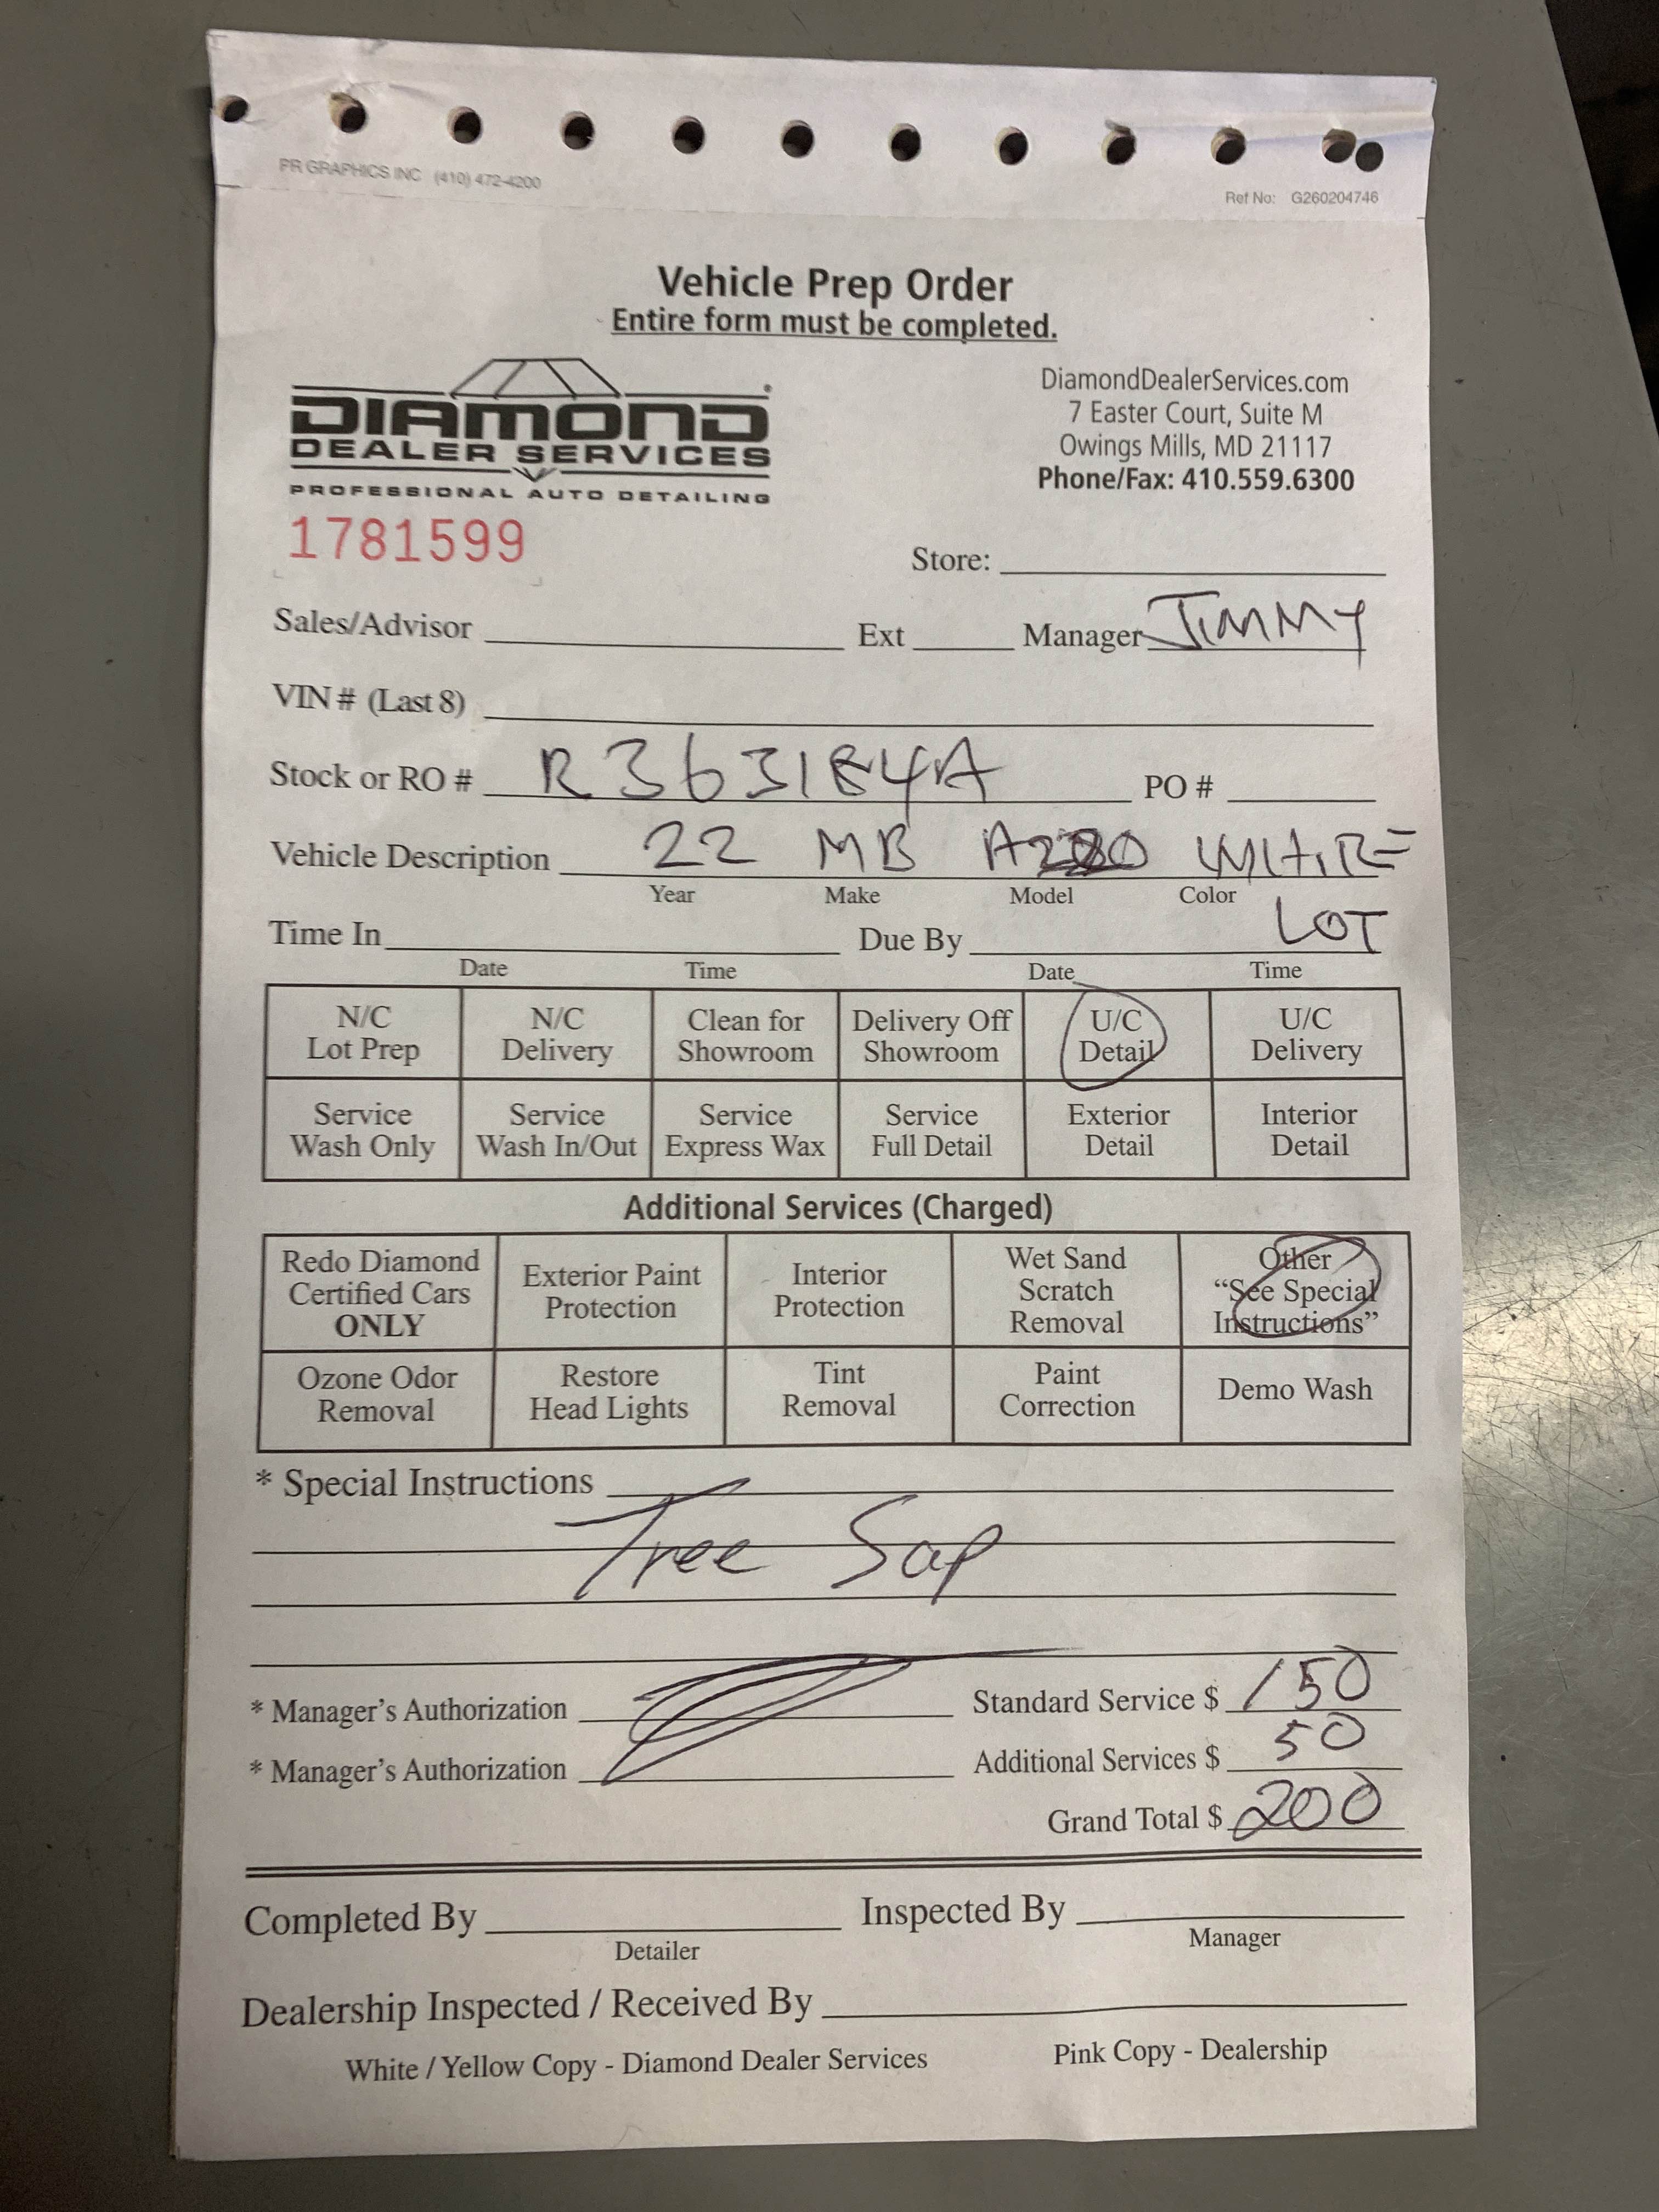 PR GRAPHICS INC (410) 472-4200
Ref No: G260204746
Vehicle Prep Order
Entire form must be completed.
DIAMOND
DEALER SERVICES
PROFESSIONAL AUTO DETAILING
DiamondDealerServices.com
7 Easter Court, Suite M
Owings Mills, MD 21117
Phone/Fax: 410.559.6300
1781599
Store:
Sales/Advisor Ext Manager JIMMY
VIN # (Last 8)
Stock or RO # PO #
Vehicle Description 22 MB
Year Make Model Color
Time In Due By LOT
Date Time Date Time
N/C Lot Prep
N/C Delivery
Clean for Showroom
Delivery Off Showroom
U/C Detail
U/C Delivery
Service Wash Only
Service Wash In/Out
Service Express Wax
Service Full Detail
Exterior Detail
Interior Detail
Additional Services (Charged)
Redo Diamond Certified Cars ONLY
Exterior Paint Protection
Interior Protection
Wet Sand Scratch Removal
Other “See Special Instructions”
Ozone Odor Removal
Restore Head Lights
Tint Removal
Paint Correction
Demo Wash
* Special Instructions
Tree Sap
* Manager's Authorization Standard Service $ 150
* Manager's Authorization Additional Services $ 50
Grand Total $ 200
Completed By Inspected By
Detailer Manager
Dealership Inspected / Received By
White / Yellow Copy - Diamond Dealer Services Pink Copy - Dealership